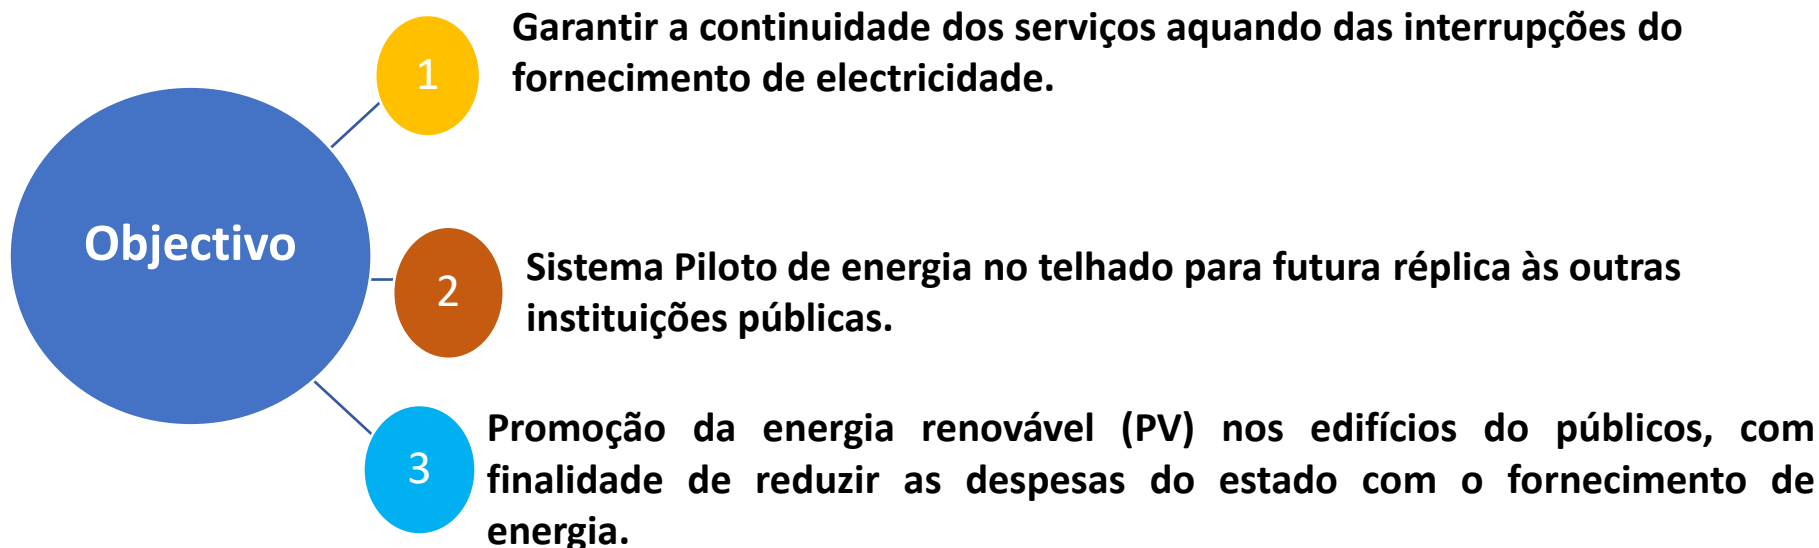 Objectivo
1
Garantir a continuidade dos serviços aquando das interrupções do
fornecimento de electricidade.
2
Sistema Piloto de energia no telhado para futura réplica às outras
instituições públicas.
3
Promoção da energia renovável (PV) nos edifícios do públicos, com
finalidade de reduzir as despesas do estado com o fornecimento de
energia.